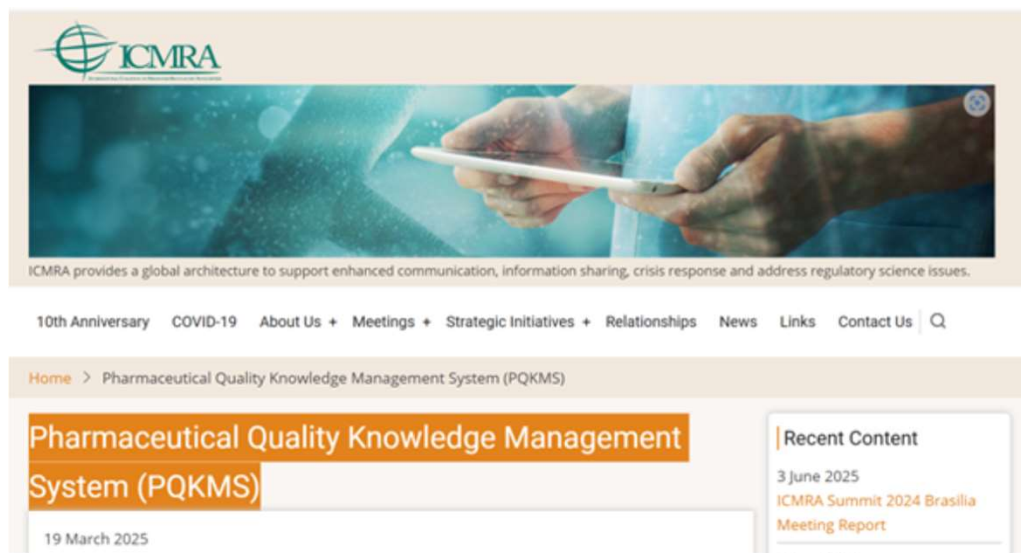 ICMRA
ICMRA provides a global architecture to support enhanced communication, information sharing, crisis response and address regulatory science issues.
10th Anniversary COVID-19 About Us + Meetings + Strategic Initiatives + Relationships News Links Contact Us
Home > Pharmaceutical Quality Knowledge Management System (PQKMS)
Pharmaceutical Quality Knowledge Management
System (PQKMS)
19 March 2025
Recent Content
3 June 2025
ICMRA Summit 2024 Brasilia
Meeting Report